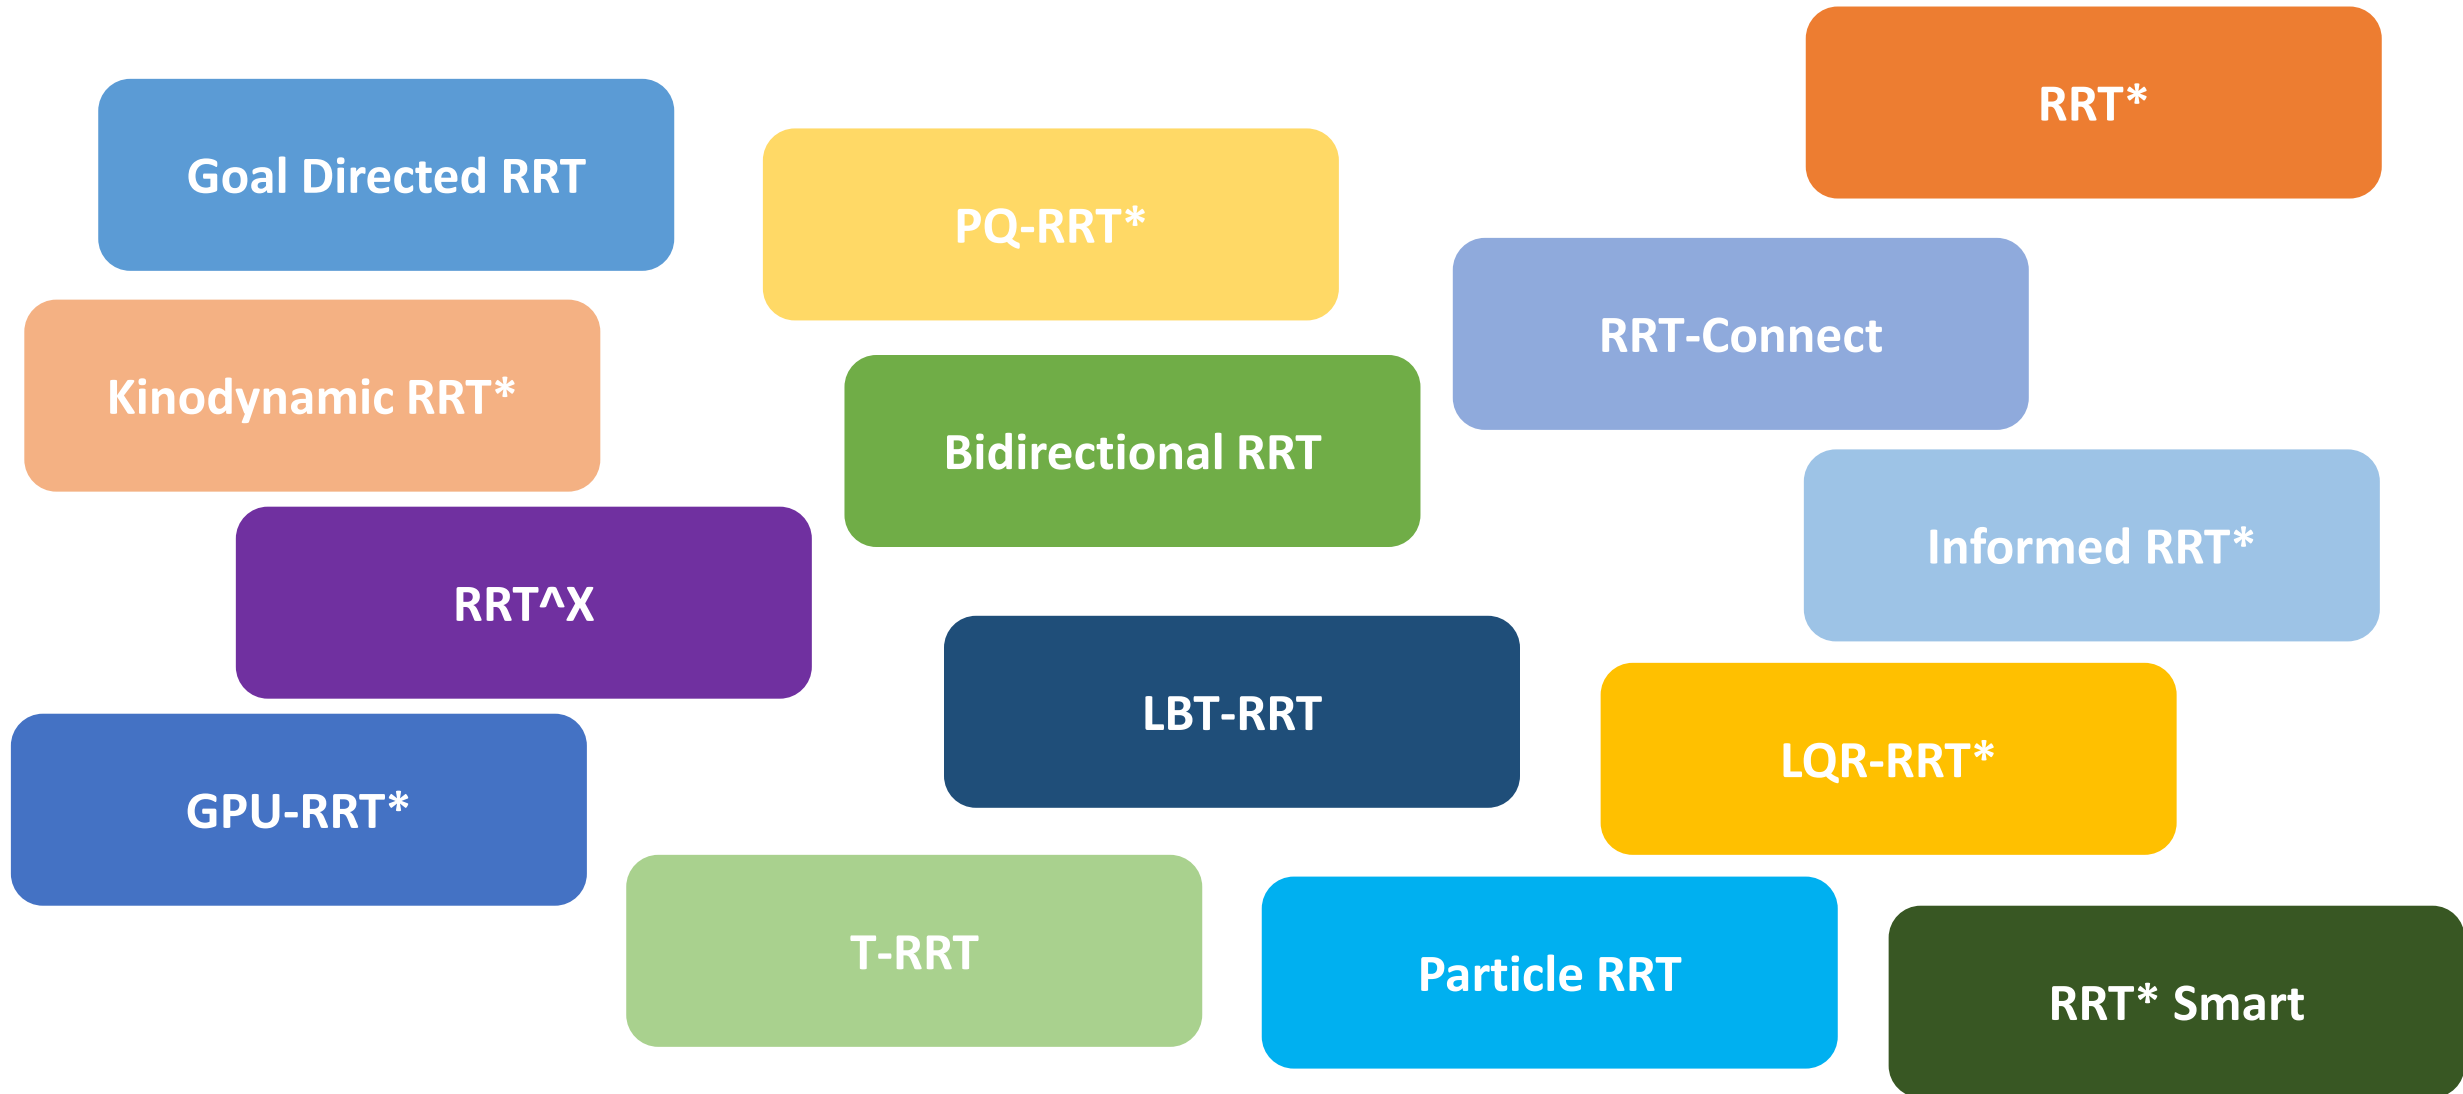 RRT*
Goal Directed RRT
PQ-RRT*
RRT-Connect
Kinodynamic RRT*
Bidirectional RRT
Informed RRT*
RRT^X
LBT-RRT
LQR-RRT*
GPU-RRT*
T-RRT
Particle RRT
RRT* Smart